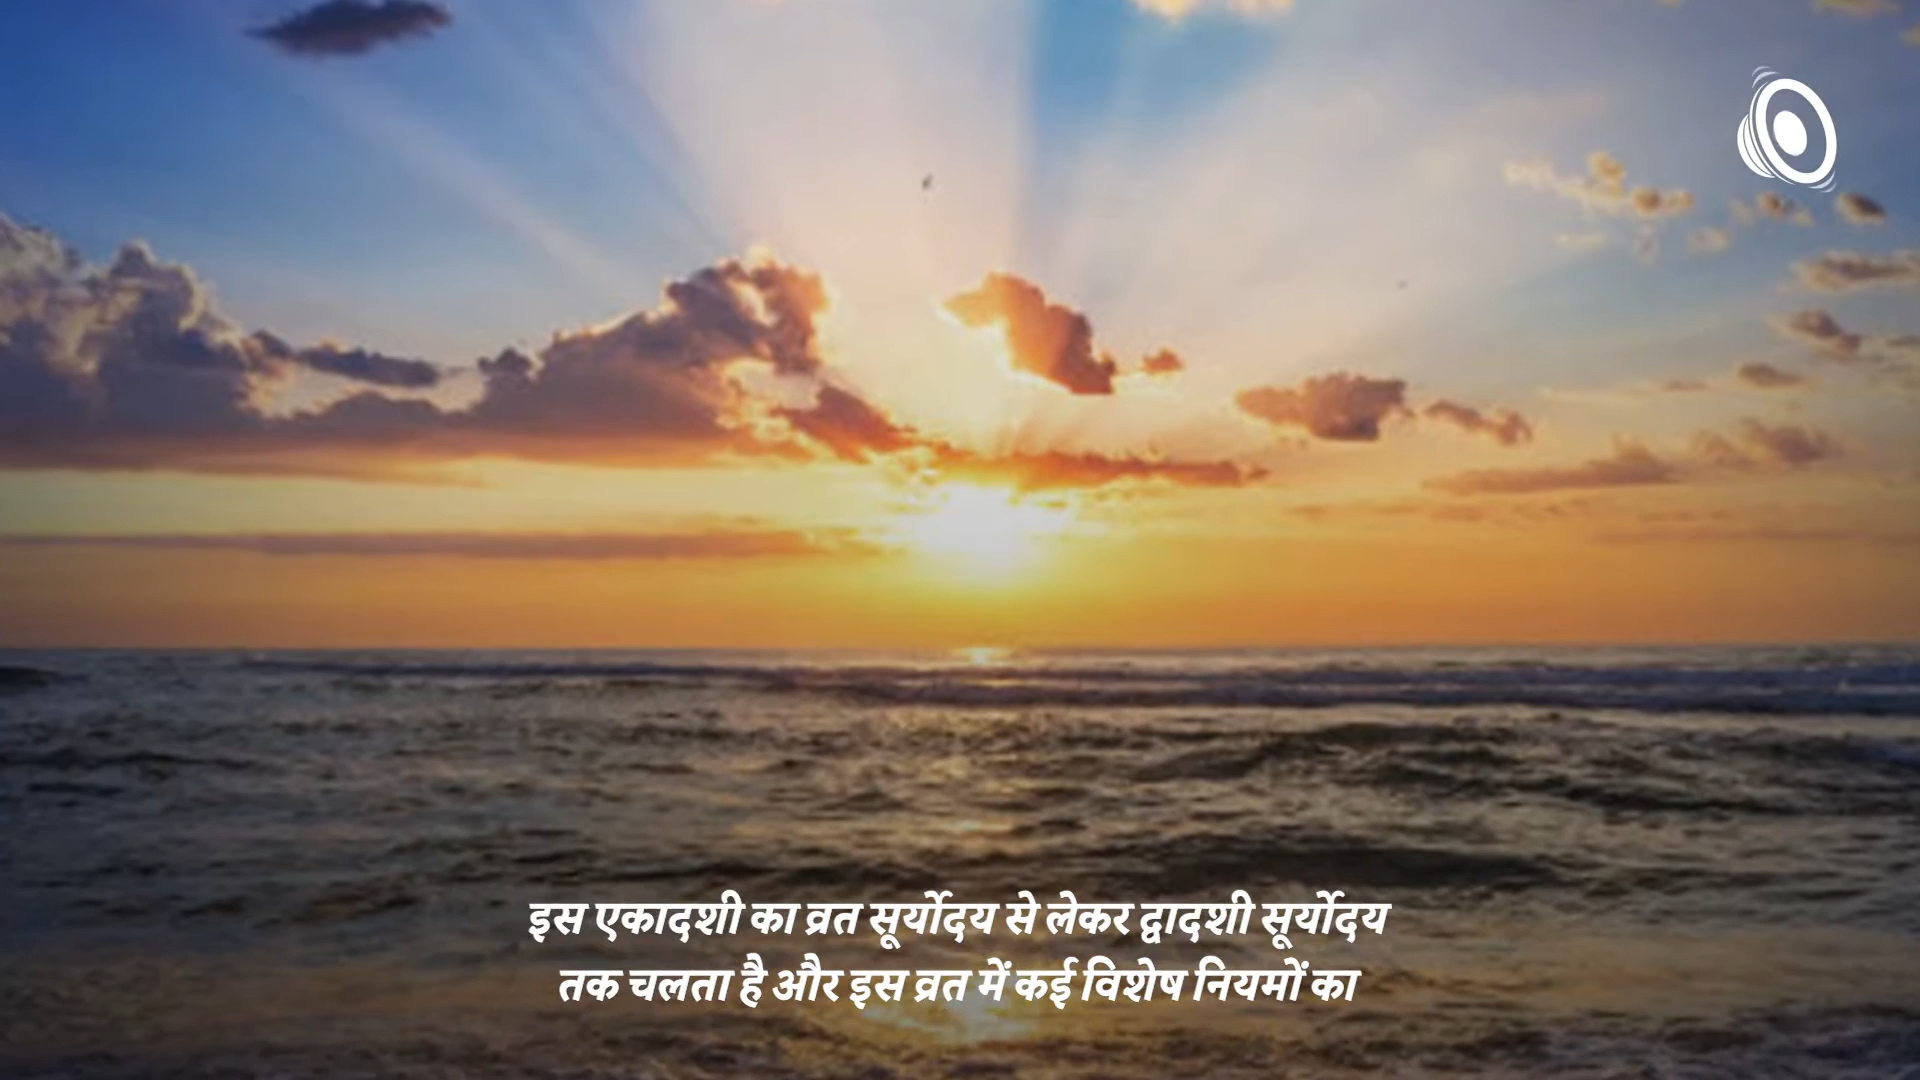 इस एकादशी का व्रत सूर्योदय से लेकर द्वादशी सूर्योदय
तक चलता है और इस व्रत में कई विशेष नियमों का